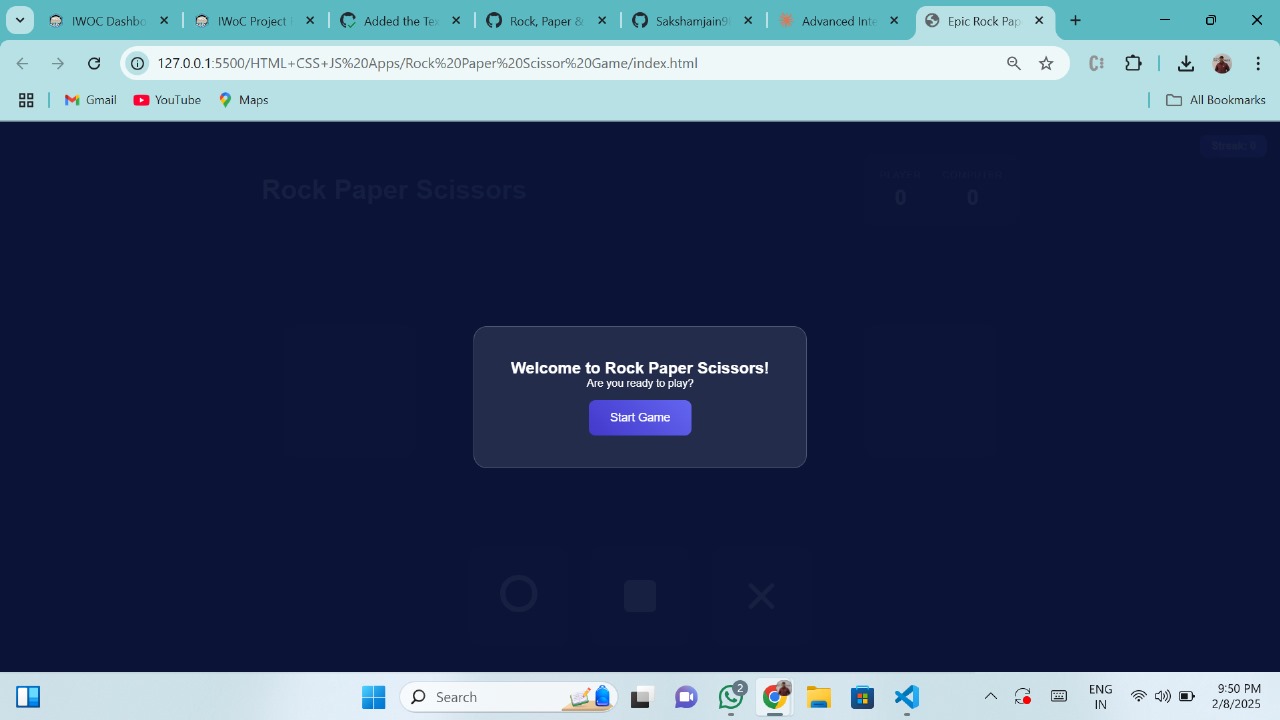 IWOC Dashbo
IWoC Project
Added the Te
Rock, Paper &
Sakshamjain9
Advanced Inte
Epic Rock Pap
127.0.0.1:5500/HTML+CSS+JS%20Apps/Rock%20Paper%20Scissor%20Game/index.html
Gmail
YouTube
Maps
All Bookmarks
Streak: 0
Rock Paper Scissors
COMPUTER
0
0
Welcome to Rock Paper Scissors!
Are you ready to play?
Start Game
Search
2
ENG
IN
9:50 PM
2/8/2025